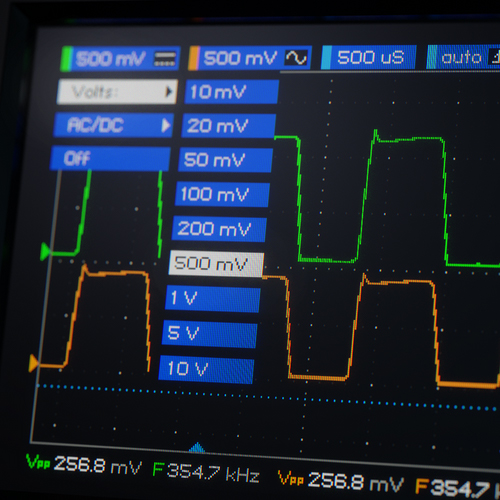 500 mV 500 mV 500 uS auto
Volts: 10 mV
AC/DC 20 mV
Off 50 mV
100 mV
200 mV
500 mV
1 V
5 V
10 V
Vpp 256.8 mV F 354.7 kHz Vpp 256.8 mV F 354.7